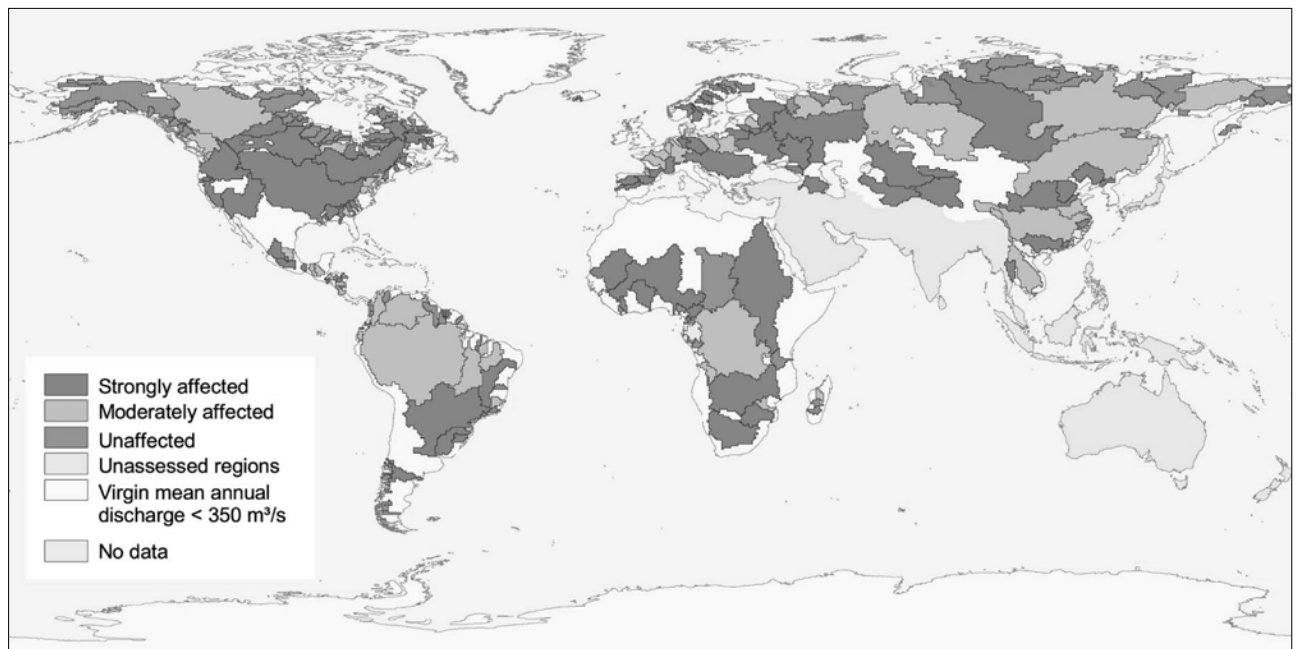 Strongly affected
Moderately affected
Unaffected
Unassessed regions
Virgin mean annual
discharge < 350 m³/s
No data